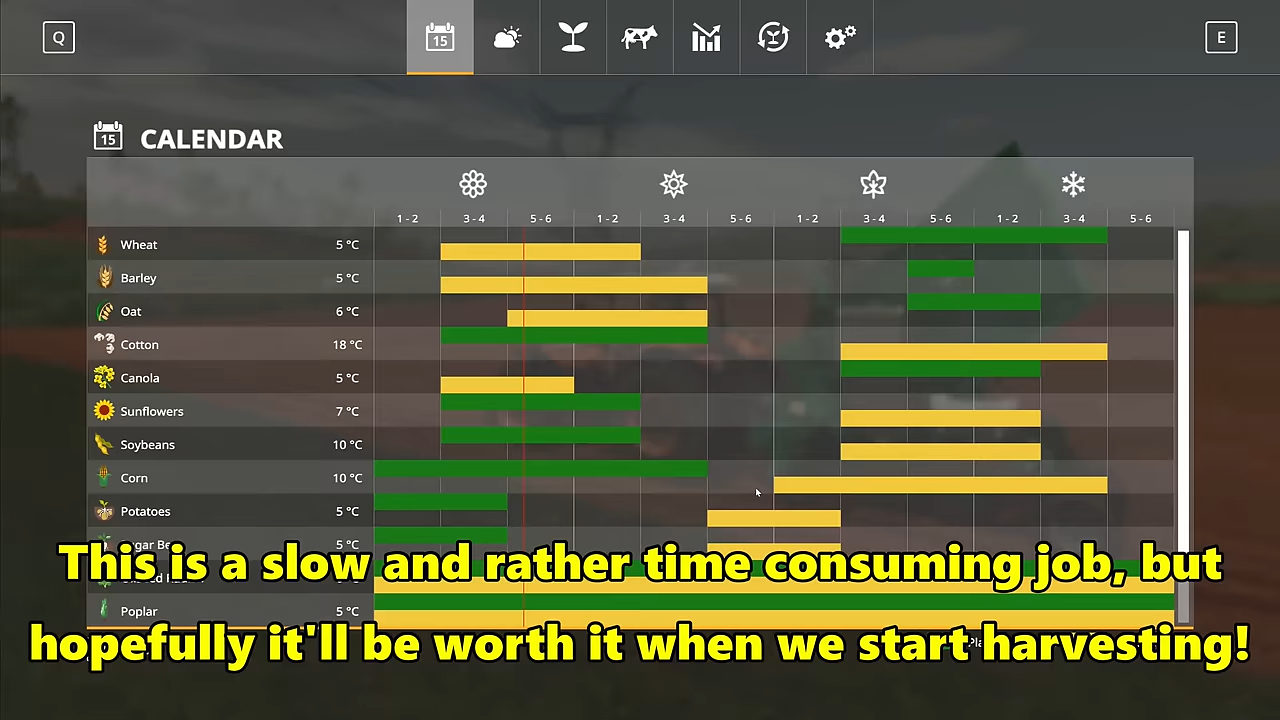 Q
15
E
15 CALENDAR
1 - 2 3 - 4 5 - 6 1 - 2 3 - 4 5 - 6 1 - 2 3 - 4 5 - 6 1 - 2 3 - 4 5 - 6
Wheat 5 °C
Barley 5 °C
Oat 6 °C
Cotton 18 °C
Canola 5 °C
Sunflowers 7 °C
Soybeans 10 °C
Corn 10 °C
Potatoes 5 °C
5 °C
Poplar 5 °C
This is a slow and rather time consuming job, but
hopefully it'll be worth it when we start harvesting!